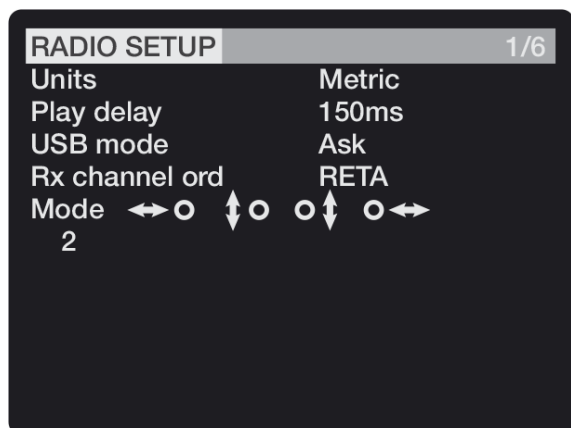 RADIO SETUP 1/6
Units Metric
Play delay 150ms
USB mode Ask
Rx channel ord RETA
Mode
2